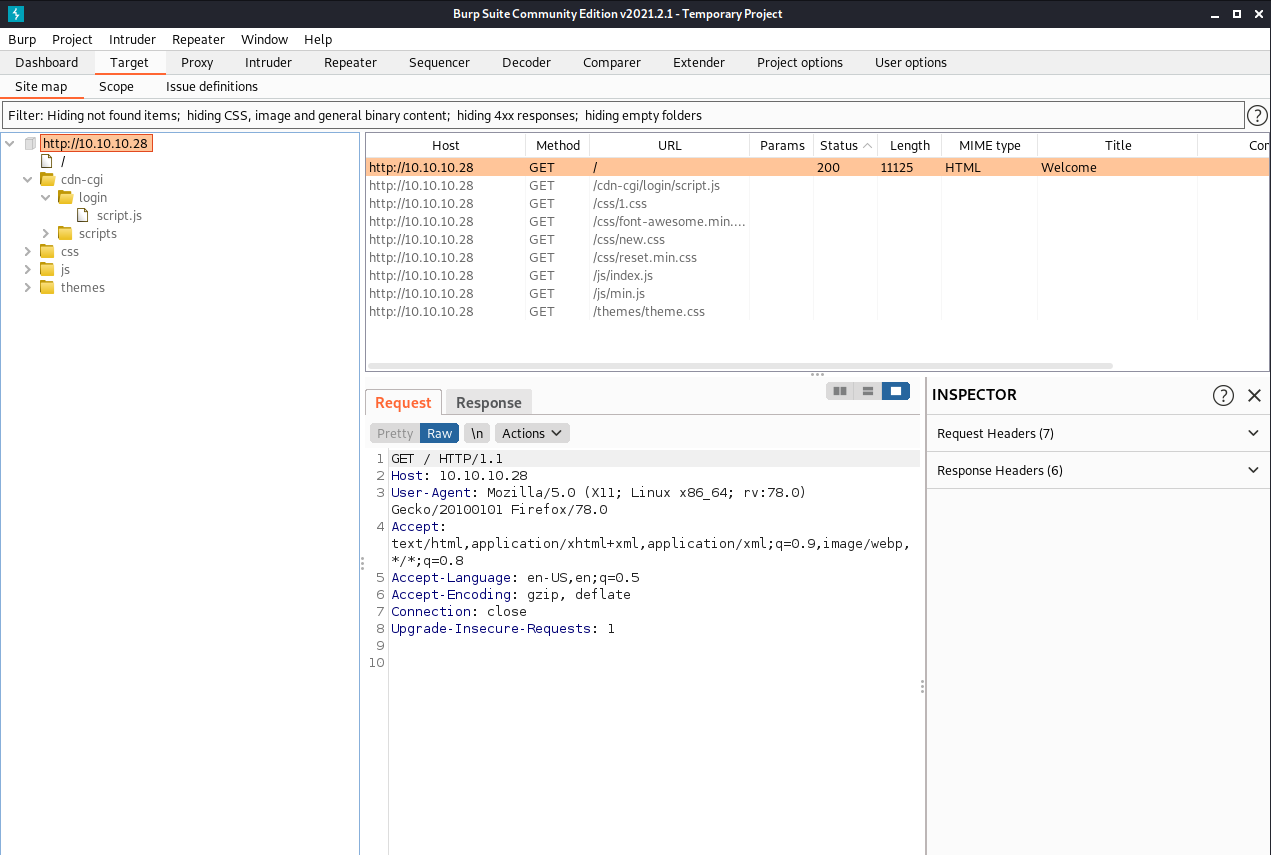 Burp Suite Community Edition v2021.2.1 - Temporary Project
Burp Project Intruder Repeater Window Help
Dashboard Target Proxy Intruder Repeater Sequencer Decoder Comparer Extender Project options User options
Site map Scope Issue definitions
Filter: Hiding not found items; hiding CSS, image and general binary content; hiding 4xx responses; hiding empty folders
?
http://10.10.10.28
/
cdn-cgi
login
script.js
scripts
css
js
themes
Host Method URL Params Status Length MIME type Title Con
http://10.10.10.28 GET / 200 11125 HTML Welcome
http://10.10.10.28 GET /cdn-cgi/login/script.js
http://10.10.10.28 GET /css/1.css
http://10.10.10.28 GET /css/font-awesome.min....
http://10.10.10.28 GET /css/new.css
http://10.10.10.28 GET /css/reset.min.css
http://10.10.10.28 GET /js/index.js
http://10.10.10.28 GET /js/min.js
http://10.10.10.28 GET /themes/theme.css
Request Response
Pretty Raw \n Actions
1 GET / HTTP/1.1
2 Host: 10.10.10.28
3 User-Agent: Mozilla/5.0 (X11; Linux x86_64; rv:78.0)
Gecko/20100101 Firefox/78.0
4 Accept:
text/html,application/xhtml+xml,application/xml;q=0.9,image/webp,
*/*;q=0.8
5 Accept-Language: en-US,en;q=0.5
6 Accept-Encoding: gzip, deflate
7 Connection: close
8 Upgrade-Insecure-Requests: 1
9
10
INSPECTOR ?
Request Headers (7)
Response Headers (6)